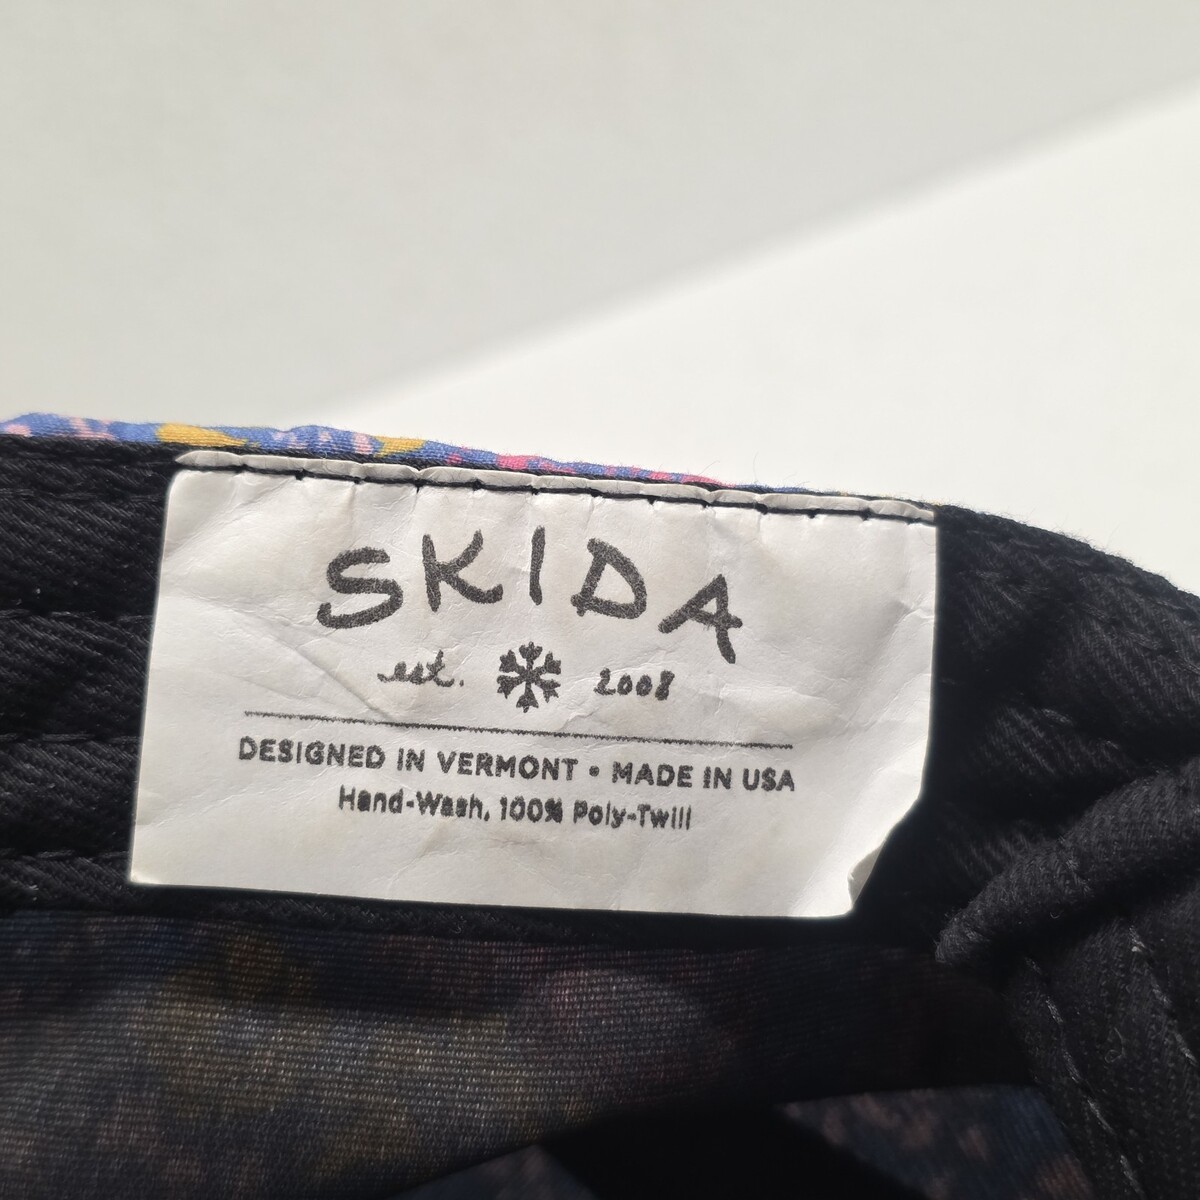 SKIDA
est. 2008
DESIGNED IN VERMONT • MADE IN USA
Hand-Wash, 100% Poly-Twill